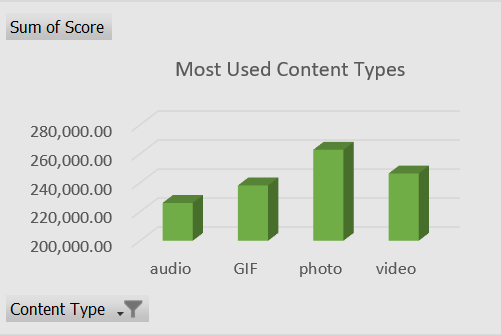 Sum of Score
Most Used Content Types
280,000.00
260,000.00
240,000.00
220,000.00
200,000.00
audio GIF photo video
Content Type